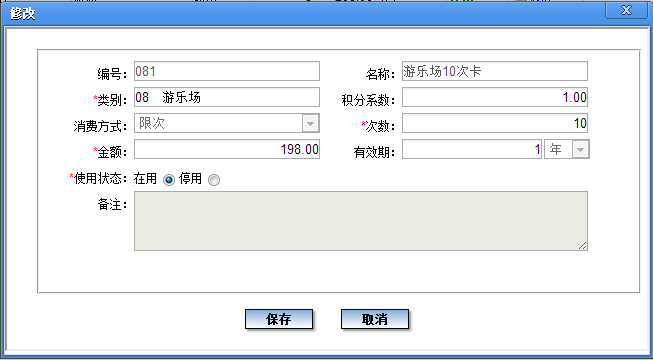 修改
编号： 081 名称： 游乐场10次卡
*类别： 08 游乐场 积分系数： 1.00
消费方式： 限次 *次数： 10
*金额： 198.00 有效期： 1 年
*使用状态： 在用 停用
备注：
保存 取消